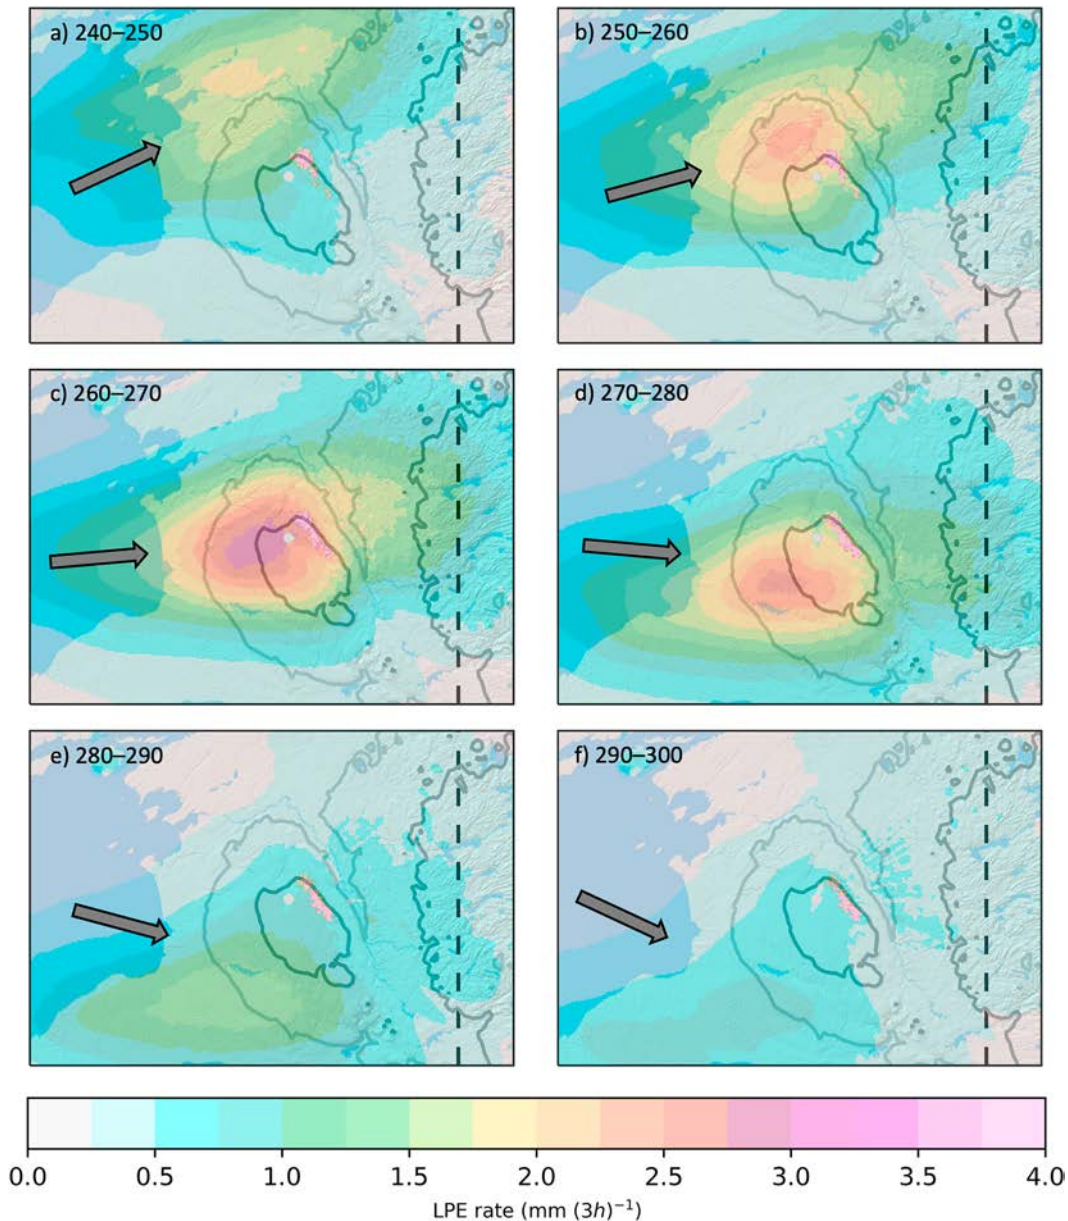 a) 240–250
b) 250–260
c) 260–270
d) 270–280
e) 280–290
f) 290–300
0.0 0.5 1.0 1.5 2.0 2.5 3.0 3.5 4.0
LPE rate (mm (3h)⁻¹)